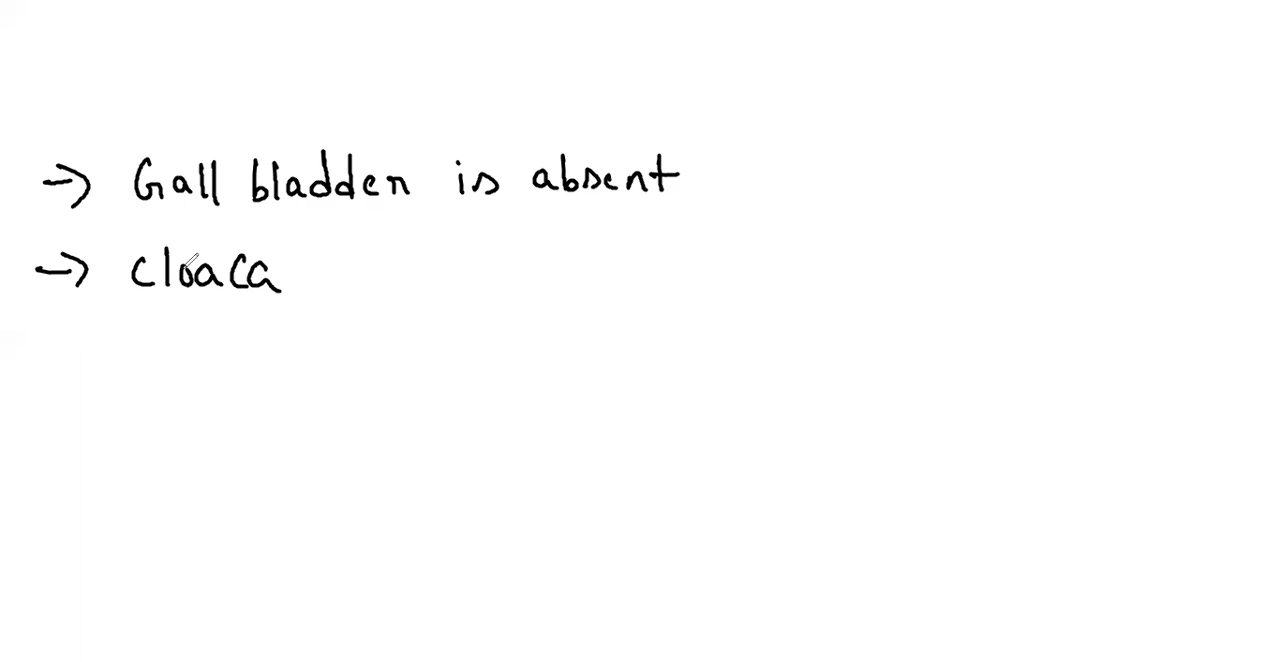 → Gall bladder is absent
→ cloaca